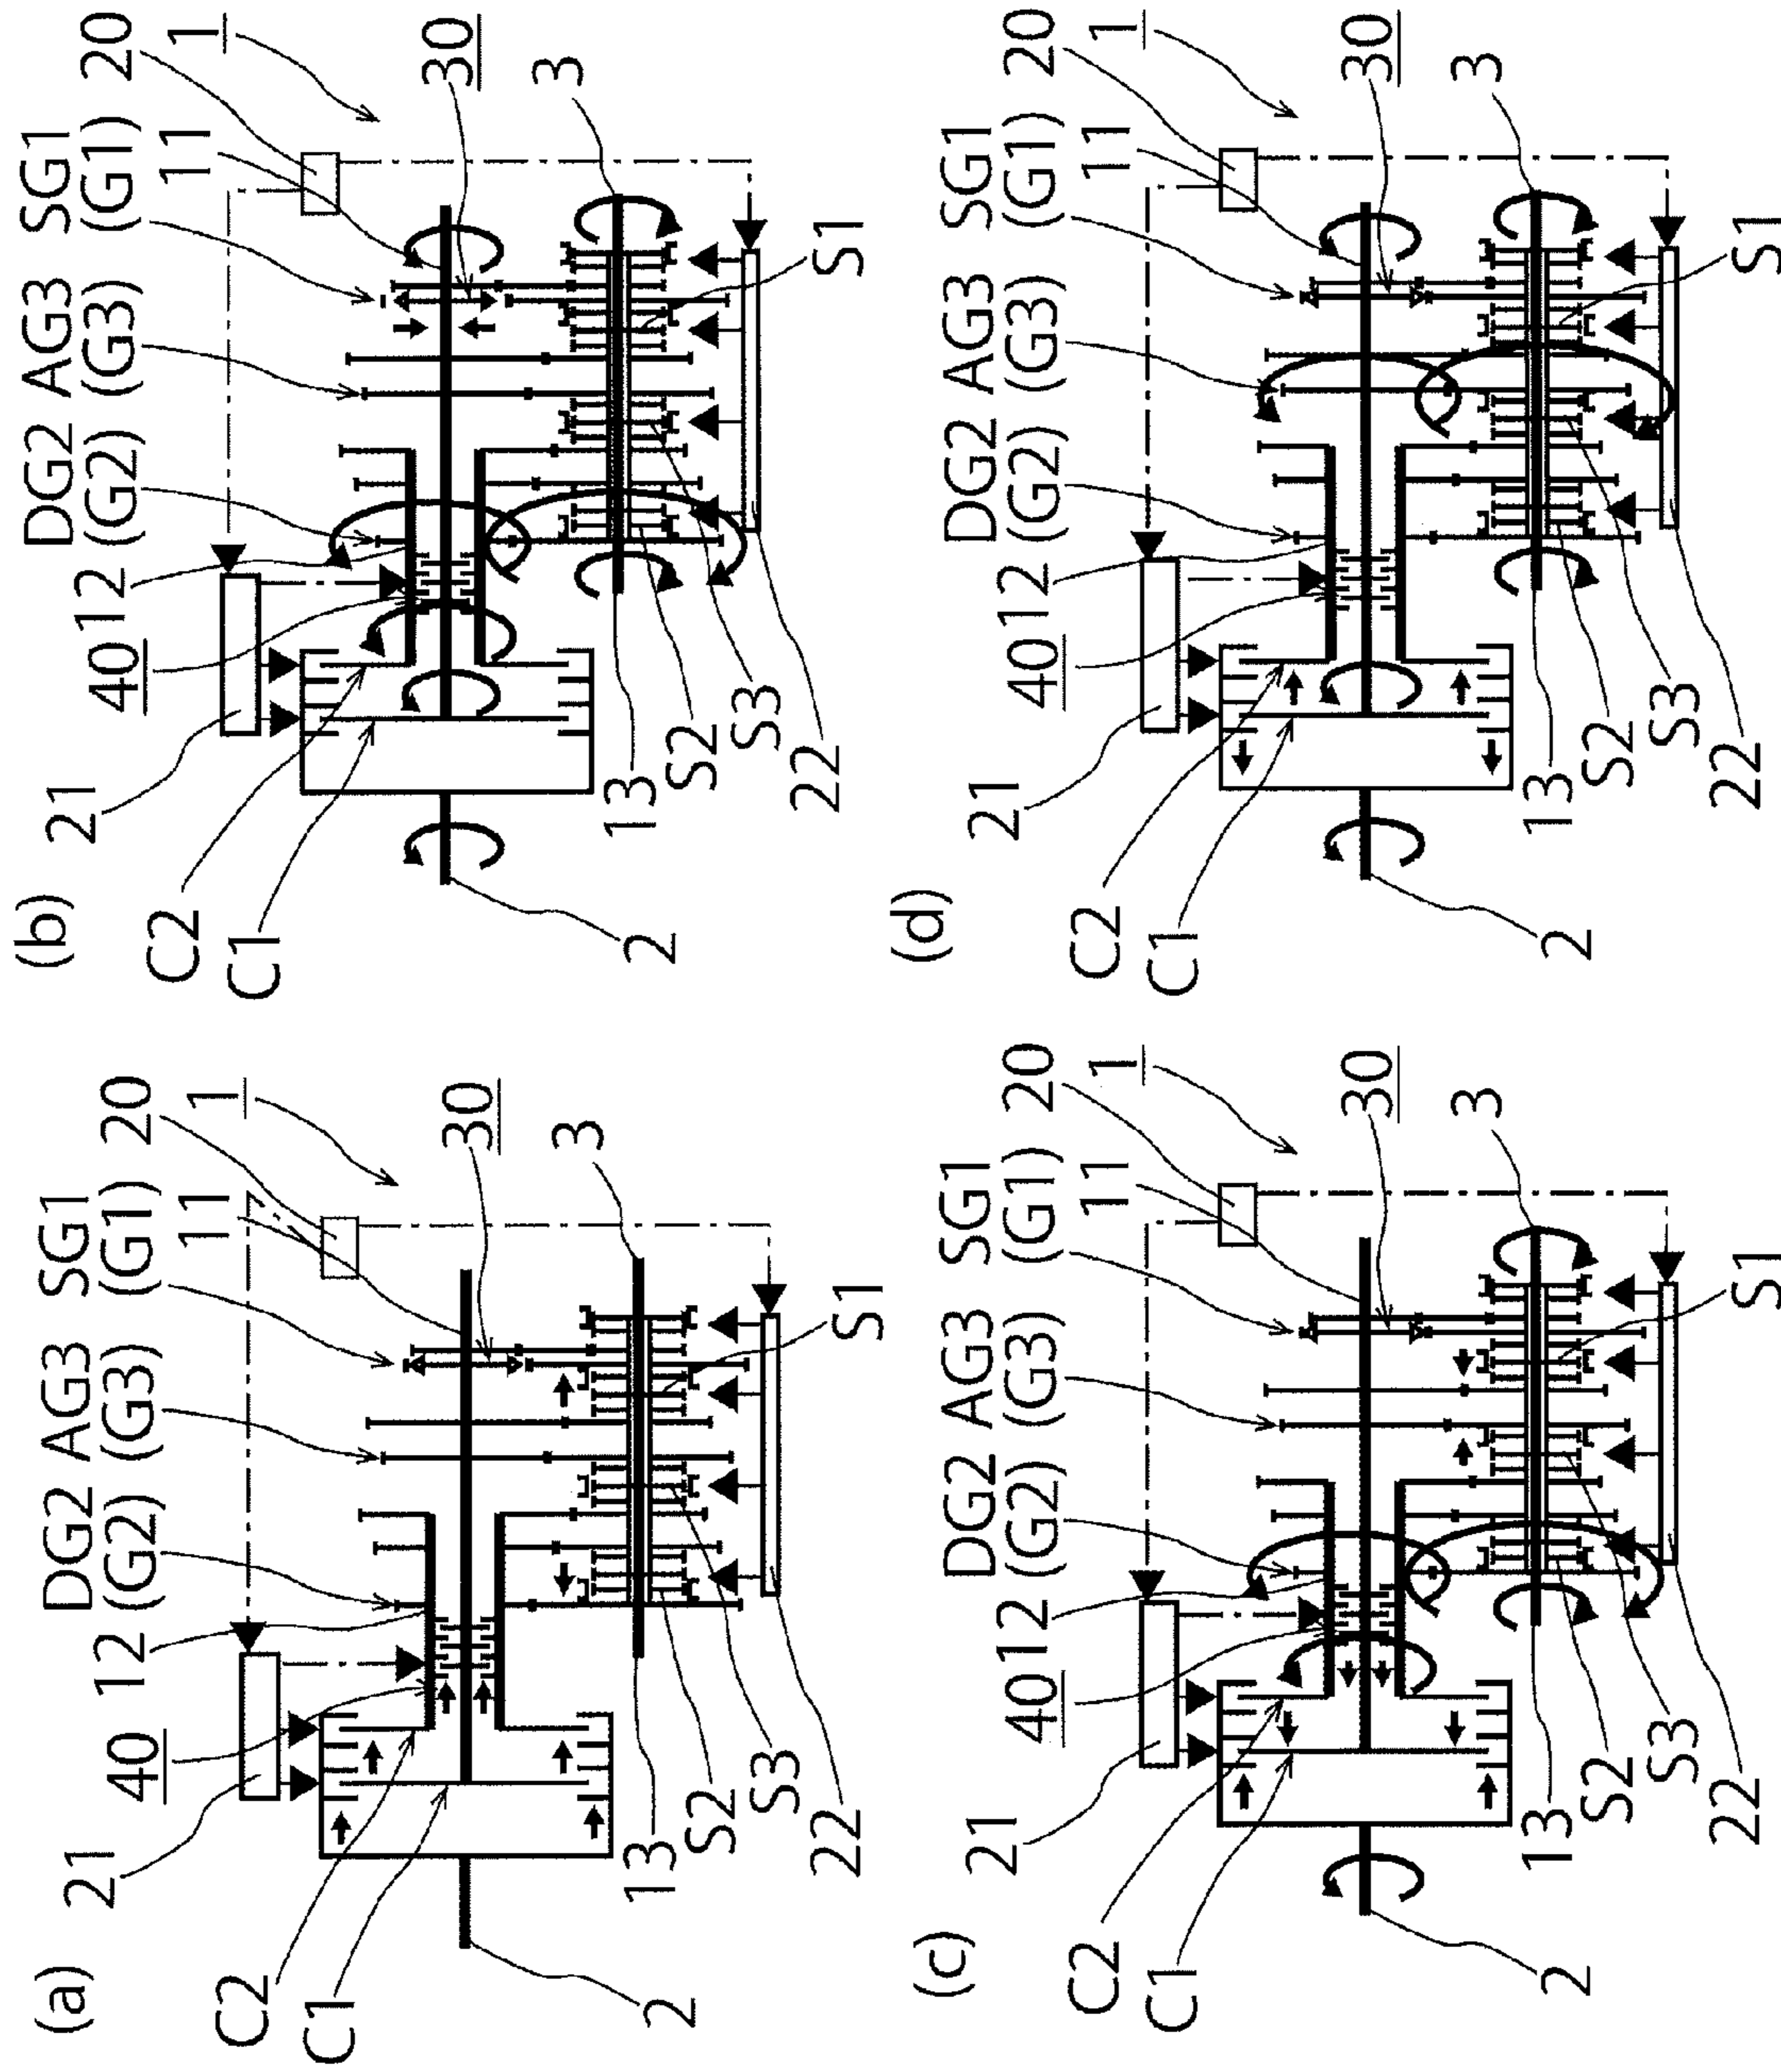 (a)
DG2 AG3 SG1
(G2) (G3) (G1)
21
40
12
11
20
1
C2
C1
30
3
2
13
S2
S3
22
S1
(b)
DG2 AG3 SG1
(G2) (G3) (G1)
21
40
12
11
20
1
C2
C1
30
3
2
13
S2
S3
22
S1
(c)
DG2 AG3 SG1
(G2) (G3) (G1)
21
40
12
11
20
1
C2
C1
30
3
2
13
S2
S3
22
S1
(d)
DG2 AG3 SG1
(G2) (G3) (G1)
21
40
12
11
20
1
C2
C1
30
3
2
13
S2
S3
22
S1